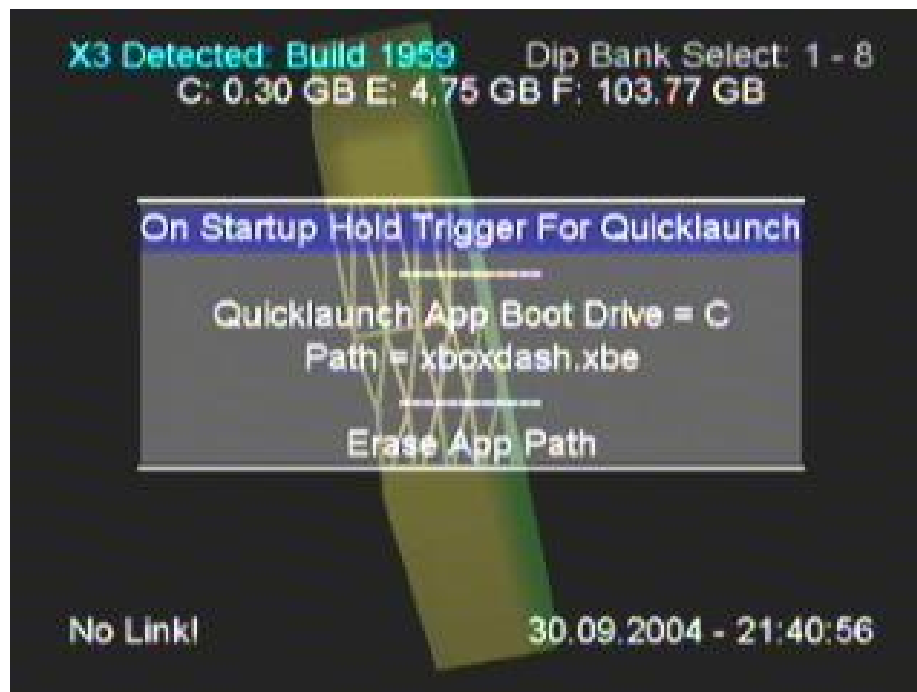 X3 Detected: Build 1959 Dip Bank Select: 1 - 8
C: 0.30 GB E: 4.75 GB F: 103.77 GB
On Startup Hold Trigger For Quicklaunch
-----------
Quicklaunch App Boot Drive = C
Path = xboxdash.xbe
-----------
Erase App Path
No Link! 30.09.2004 - 21:40:56